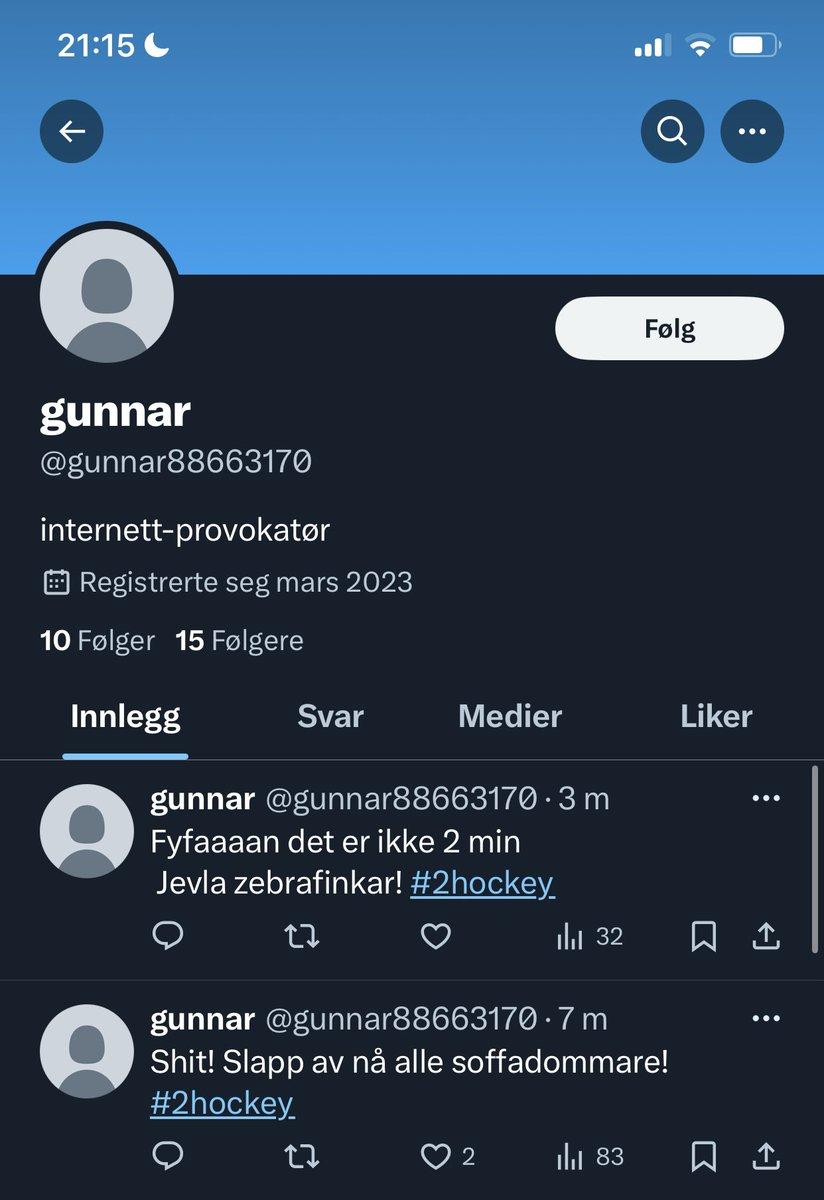 21:15
Følg
gunnar
@gunnar88663170
internett-provokatør
Registrerte seg mars 2023
10 Følger 15 Følgere
Innlegg Svar Medier Liker
gunnar @gunnar88663170 · 3 m
Fyfaaaan det er ikke 2 min
Jevla zebrafinkar! #2hockey
32
gunnar @gunnar88663170 · 7 m
Shit! Slapp av nå alle soffadommare!
#2hockey
2 83